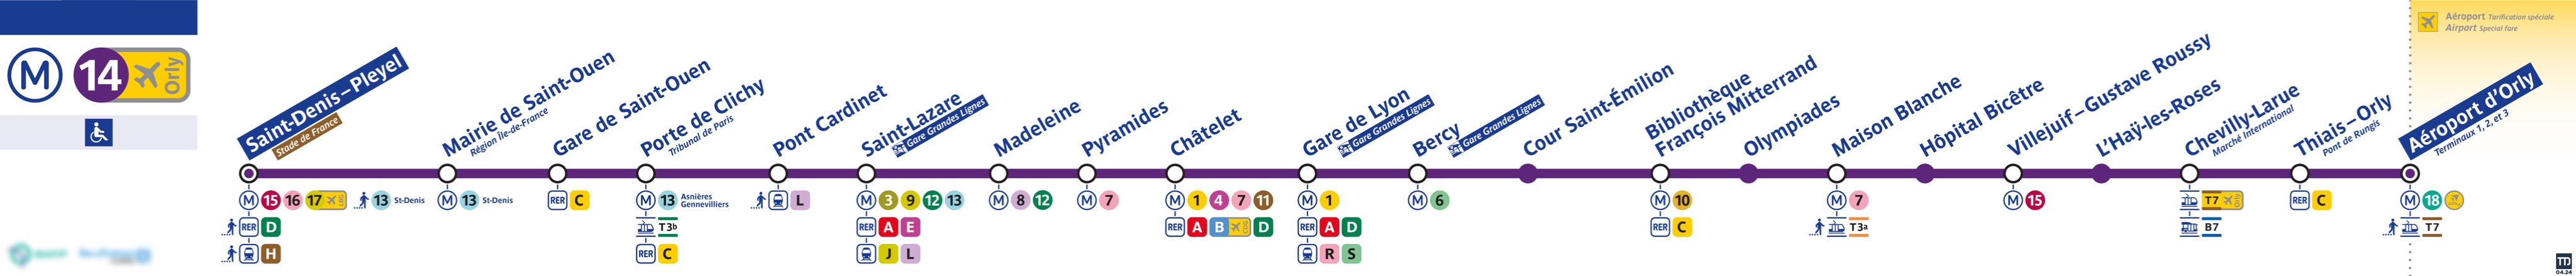 M 14 Orly
Saint-Denis–Pleyel
Stade de France
M 15 16 17 13 St-Denis
RER D
H
Mairie de Saint-Ouen
Région Île-de-France
M 13 St-Denis
Gare de Saint-Ouen
RER C
Porte de Clichy
Tribunal de Paris
M 13 Asnières
Gennevilliers
T3b
RER C
Pont Cardinet
L
Saint-Lazare
Gare Grandes Lignes
M 3 9 12 13
RER A E
J L
Madeleine
M 8 12
Pyramides
M 7
Châtelet
M 1 4 7 11
RER A B D
Gare de Lyon
Gare Grandes Lignes
M 1
RER A D
R S
Bercy
Gare Grandes Lignes
M 6
Cour Saint-Émilion
Bibliothèque
François Mitterrand
M 10
RER C
Olympiades
Maison Blanche
M 7
T3a
Hôpital Bicêtre
Villejuif–Gustave Roussy
M 15
L'Haÿ-les-Roses
Chevilly-Larue
Marché International
T7
B7
Thiais–Orly
Pont de Rungis
RER C
Aéroport d'Orly
Terminaux 1, 2, et 3
M 18
T7
Aéroport Tarification spéciale
Airport Special fare
TD
04.24